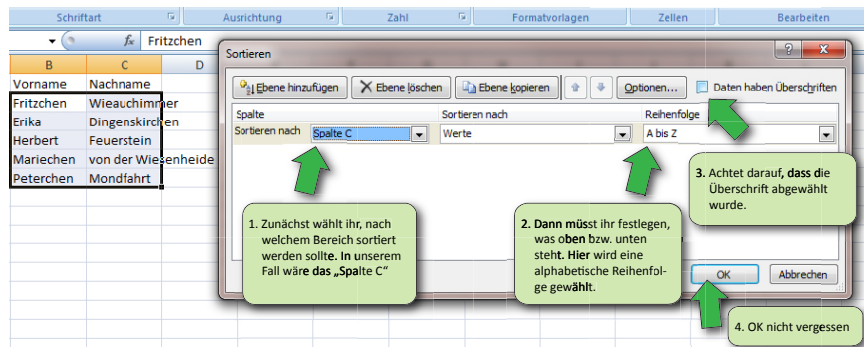 Schriftart Ausrichtung Zahl Formatvorlagen Zellen Bearbeiten
fx Fritzchen
B C D
Vorname Nachname
Fritzchen Wieauchimmer
Erika Dingenskirchen
Herbert Feuerstein
Mariechen von der Wiesenheide
Peterchen Mondfahrt
Sortieren
Ebene hinzufügen Ebene löschen Ebene kopieren Optionen... Daten haben Überschriften
Spalte Sortieren nach Reihenfolge
Sortieren nach Spalte C Werte A bis Z
1. Zunächst wählt ihr, nach
welchem Bereich sortiert
werden sollte. In unserem
Fall wäre das „Spalte C“
2. Dann müsst ihr festlegen,
was oben bzw. unten
steht. Hier wird eine
alphabetische Reihenfol-
ge gewählt.
3. Achtet darauf, dass die
Überschrift abgewählt
wurde.
OK Abbrechen
4. OK nicht vergessen